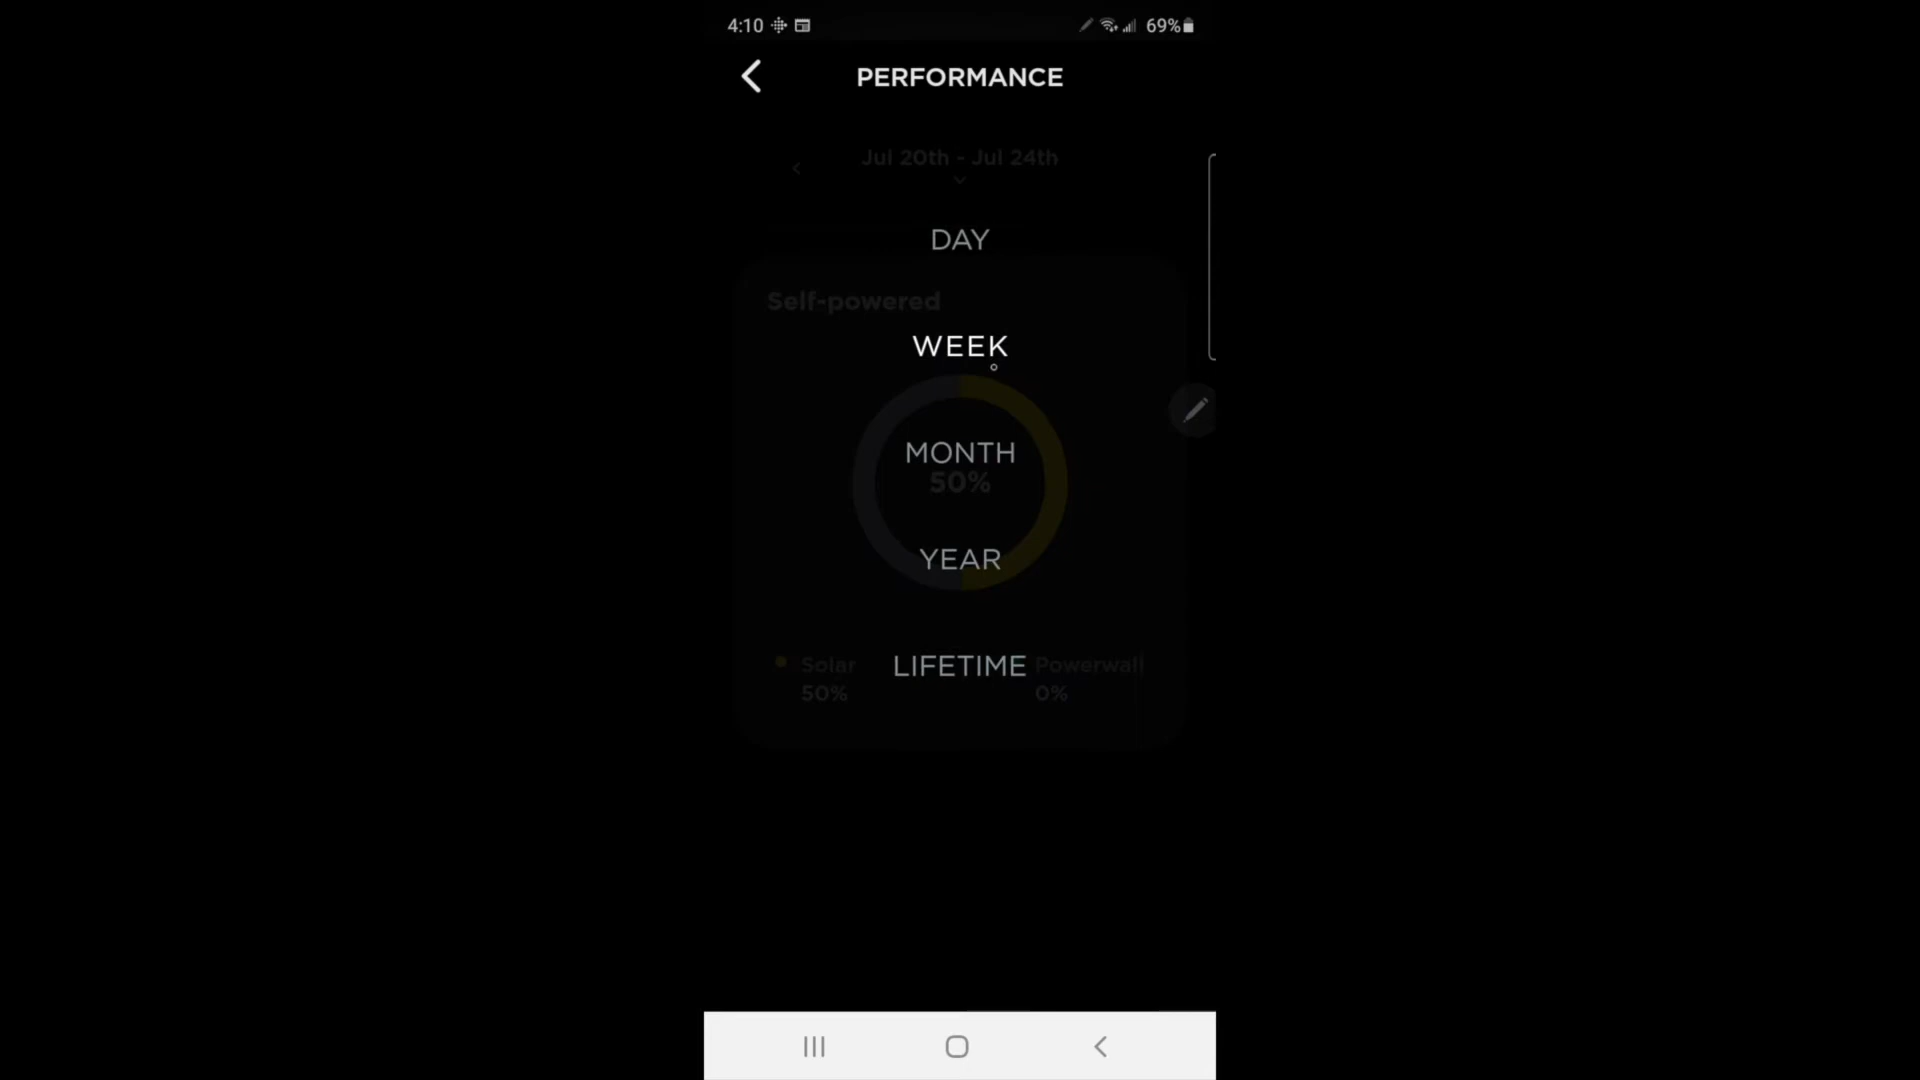 4:10 69%
PERFORMANCE
Jul 20th - Jul 24th
DAY
Self-powered
WEEK
MONTH
50%
YEAR
LIFETIME
Solar Powerwall
50% 0%